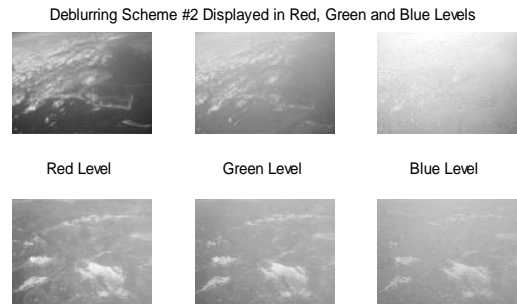 Deblurring Scheme #2 Displayed in Red, Green and Blue Levels
Red Level
Green Level
Blue Level